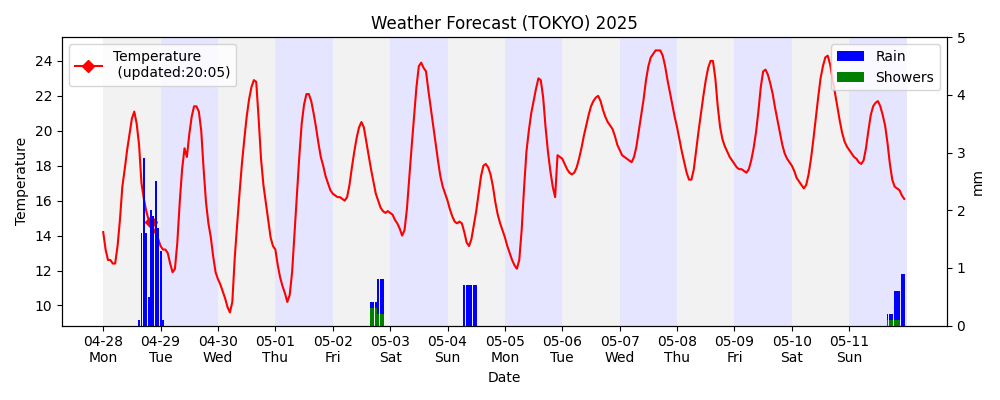 Weather Forecast (TOKYO) 2025
Temperature
(updated:20:05)
Rain
Showers
Temperature
24
22
20
18
16
14
12
10
5
4
3
2
1
0
mm
04-28 04-29 04-30 05-01 05-02 05-03 05-04 05-05 05-06 05-07 05-08 05-09 05-10 05-11
Mon Tue Wed Thu Fri Sat Sun Mon Tue Wed Thu Fri Sat Sun
Date